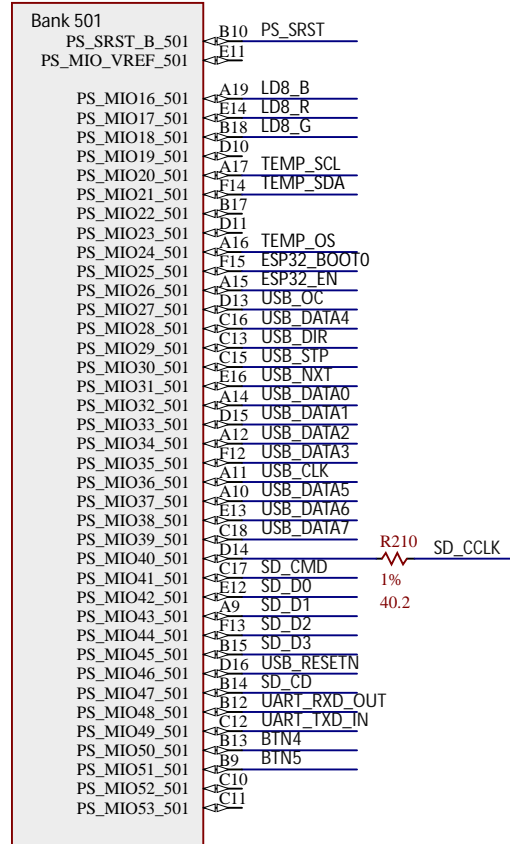 Bank 501
PS_SRST_B_501 B10 PS_SRST
PS_MIO_VREF_501 E11
PS_MIO16_501 A19 LD8_B
PS_MIO17_501 E14 LD8_R
PS_MIO18_501 B18 LD8_G
PS_MIO19_501 D10
PS_MIO20_501 A17 TEMP_SCL
PS_MIO21_501 F14 TEMP_SDA
PS_MIO22_501 B17
PS_MIO23_501 D11
PS_MIO24_501 A16 TEMP_OS
PS_MIO25_501 F15 ESP32_BOOT0
PS_MIO26_501 A15 ESP32_EN
PS_MIO27_501 D13 USB_OC
PS_MIO28_501 C16 USB_DATA4
PS_MIO29_501 C13 USB_DIR
PS_MIO30_501 C15 USB_STP
PS_MIO31_501 E16 USB_NXT
PS_MIO32_501 A14 USB_DATA0
PS_MIO33_501 D15 USB_DATA1
PS_MIO34_501 A12 USB_DATA2
PS_MIO35_501 F12 USB_DATA3
PS_MIO36_501 A11 USB_CLK
PS_MIO37_501 A10 USB_DATA5
PS_MIO38_501 E13 USB_DATA6
PS_MIO39_501 C18 USB_DATA7
PS_MIO40_501 D14 R210 SD_CCLK
PS_MIO41_501 C17 SD_CMD 1%
PS_MIO42_501 E12 SD_D0 40.2
PS_MIO43_501 A9 SD_D1
PS_MIO44_501 F13 SD_D2
PS_MIO45_501 B15 SD_D3
PS_MIO46_501 D16 USB_RESETN
PS_MIO47_501 B14 SD_CD
PS_MIO48_501 B12 UART_RXD_OUT
PS_MIO49_501 C12 UART_TXD_IN
PS_MIO50_501 B13 BTN4
PS_MIO51_501 B9 BTN5
PS_MIO52_501 C10
PS_MIO53_501 C11